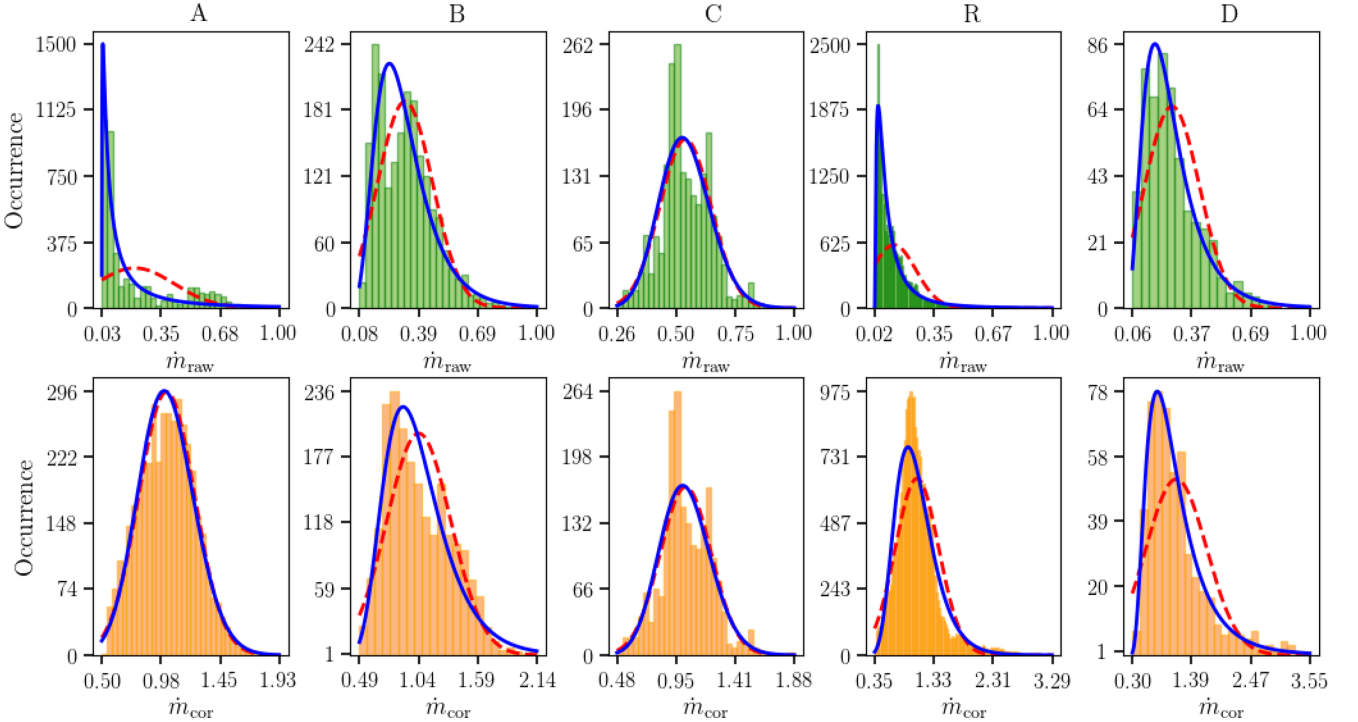 A B C R D
Occurrence
1500 1125 750 375 0
0.03 0.35 0.68 1.00
ṁraw
242 181 121 60 0
0.08 0.39 0.69 1.00
ṁraw
262 196 131 65 0
0.26 0.50 0.75 1.00
ṁraw
2500 1875 1250 625 0
0.02 0.35 0.67 1.00
ṁraw
86 64 43 21 0
0.06 0.37 0.69 1.00
ṁraw
Occurrence
296 222 148 74 0
0.50 0.98 1.45 1.93
ṁcor
236 177 118 59 1
0.49 1.04 1.59 2.14
ṁcor
264 198 132 66 0
0.48 0.95 1.41 1.88
ṁcor
975 731 487 243 0
0.35 1.33 2.31 3.29
ṁcor
78 58 39 20 1
0.30 1.39 2.47 3.55
ṁcor